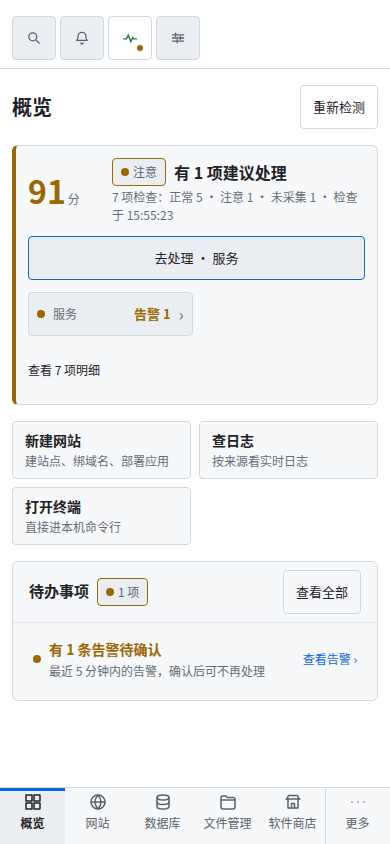 概览
重新检测
91分
注意
有 1 项建议处理
7 项检查：正常 5 · 注意 1 · 未采集 1 · 检查
于 15:55:23
去处理 · 服务
服务
告警 1 ›
查看 7 项明细
新建网站
建站点、绑域名、部署应用
查日志
按来源看实时日志
打开终端
直接进本机命令行
待办事项
1 项
查看全部
有 1 条告警待确认
最近 5 分钟内的告警，确认后可不再处理
查看告警 ›
概览
网站
数据库
文件管理
软件商店
更多